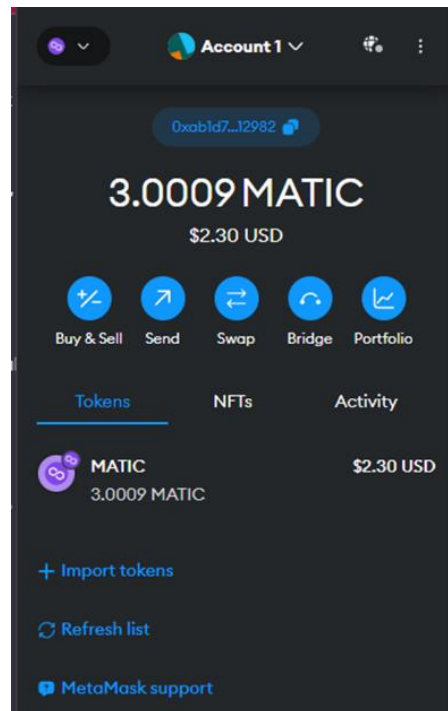 Account 1
0xab1d7...12982
3.0009 MATIC
$2.30 USD
Buy & Sell Send Swap Bridge Portfolio
Tokens NFTs Activity
MATIC $2.30 USD
3.0009 MATIC
+ Import tokens
Refresh list
MetaMask support